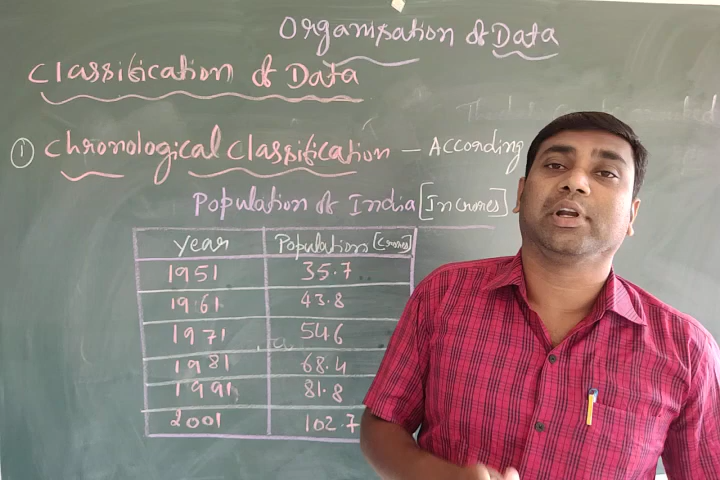 Organisation of Data
Classification of Data
① Chronological Classification – According
Population of India [In crores]
Year Populations [Crores]
1951 35.7
1961 43.8
1971 54.6
1981 68.4
1991 81.8
2001 102.7